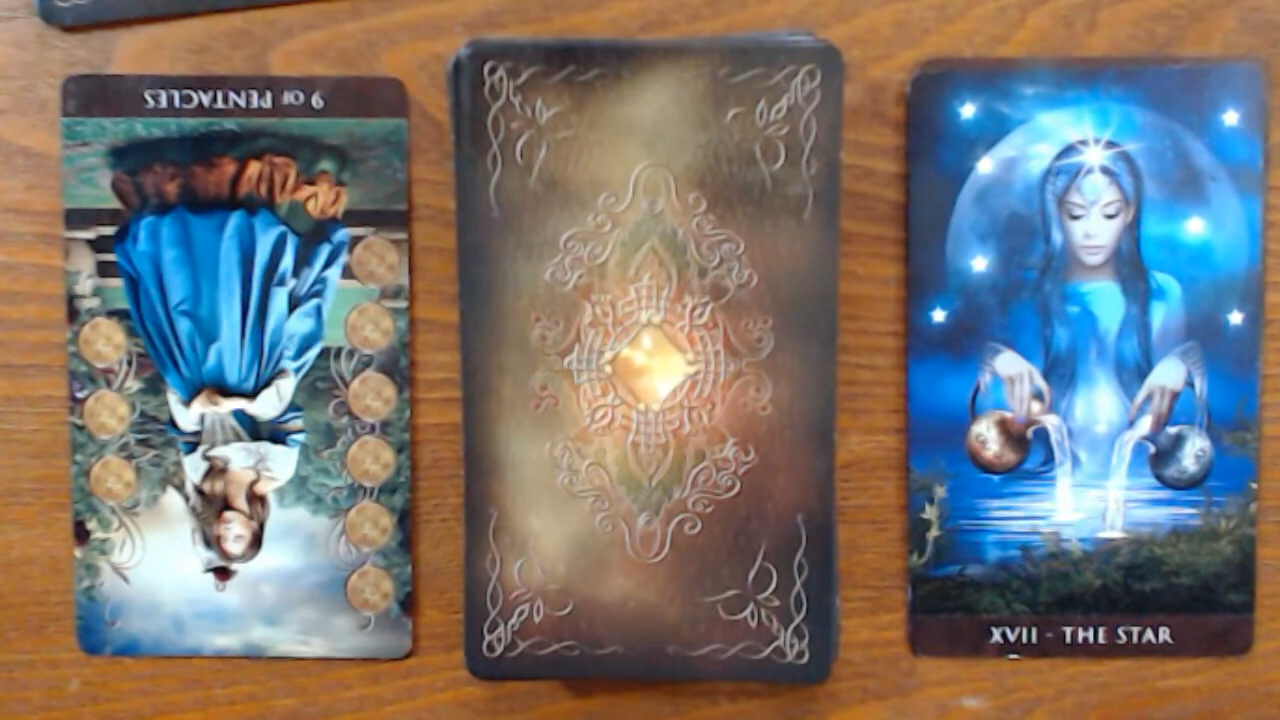 9 OF PENTACLES
XVII - THE STAR